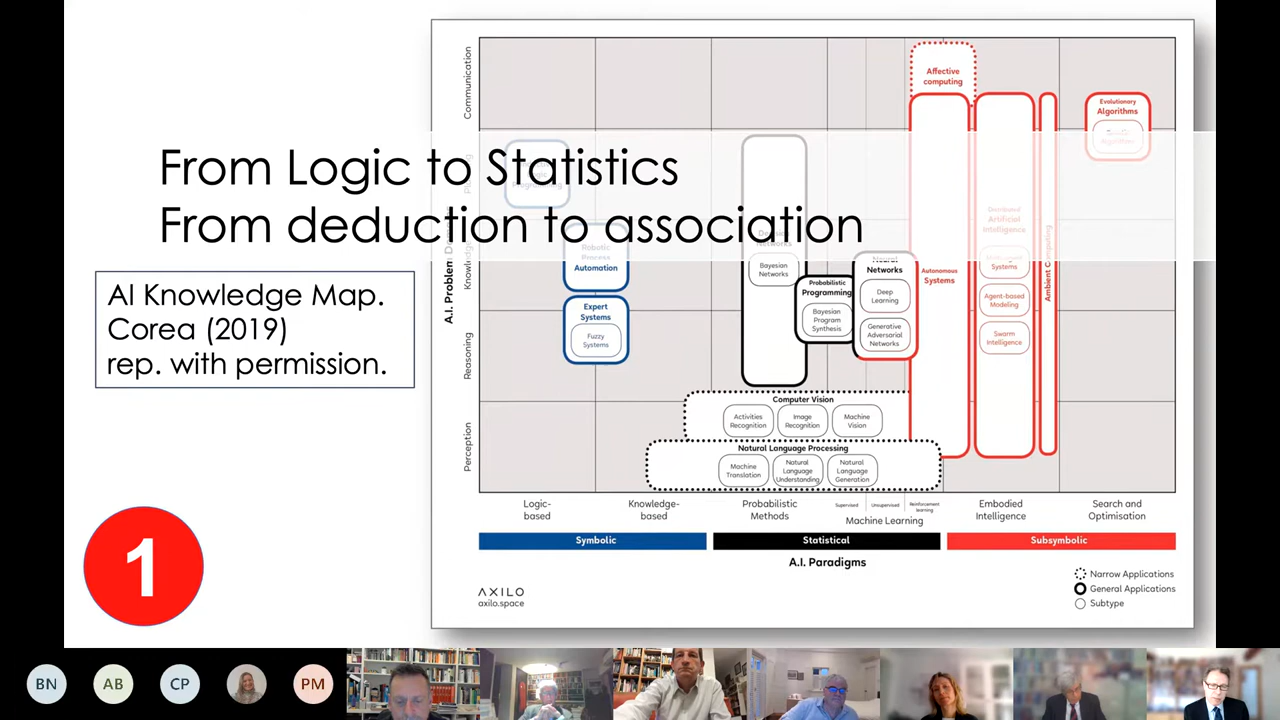 From Logic to Statistics
From deduction to association
AI Knowledge Map.
Corea (2019)
rep. with permission.
1
Communication
Knowledge
Reasoning
Perception
A.I. Problem
Affective
computing
Evolutionary
Algorithms
Distributed
Artificial
Intelligence
Systems
Agent-based
Modeling
Swarm
Intelligence
Ambient Computing
Autonomous
Systems
Robotic
Process
Automation
Expert
Systems
Fuzzy
Systems
Networks
Bayesian
Networks
Probabilistic
Programming
Bayesian
Program
Synthesis
Neural
Networks
Deep
Learning
Generative
Adversarial
Networks
Computer Vision
Activities
Recognition
Image
Recognition
Machine
Vision
Natural Language Processing
Machine
Translation
Natural
Language
Understanding
Natural
Language
Generation
Logic-
based
Knowledge-
based
Probabilistic
Methods
Supervised
Unsupervised
Reinforcement
learning
Machine Learning
Embodied
Intelligence
Search and
Optimisation
Symbolic
Statistical
Subsymbolic
A.I. Paradigms
AXILO
axilo.space
Narrow Applications
General Applications
Subtype
BN
AB
CP
PM